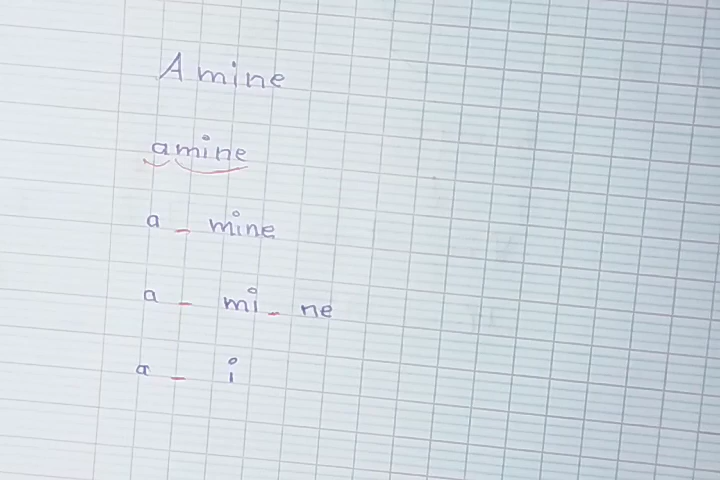 Amine
amine
a - mine
a - mi - ne
a - i